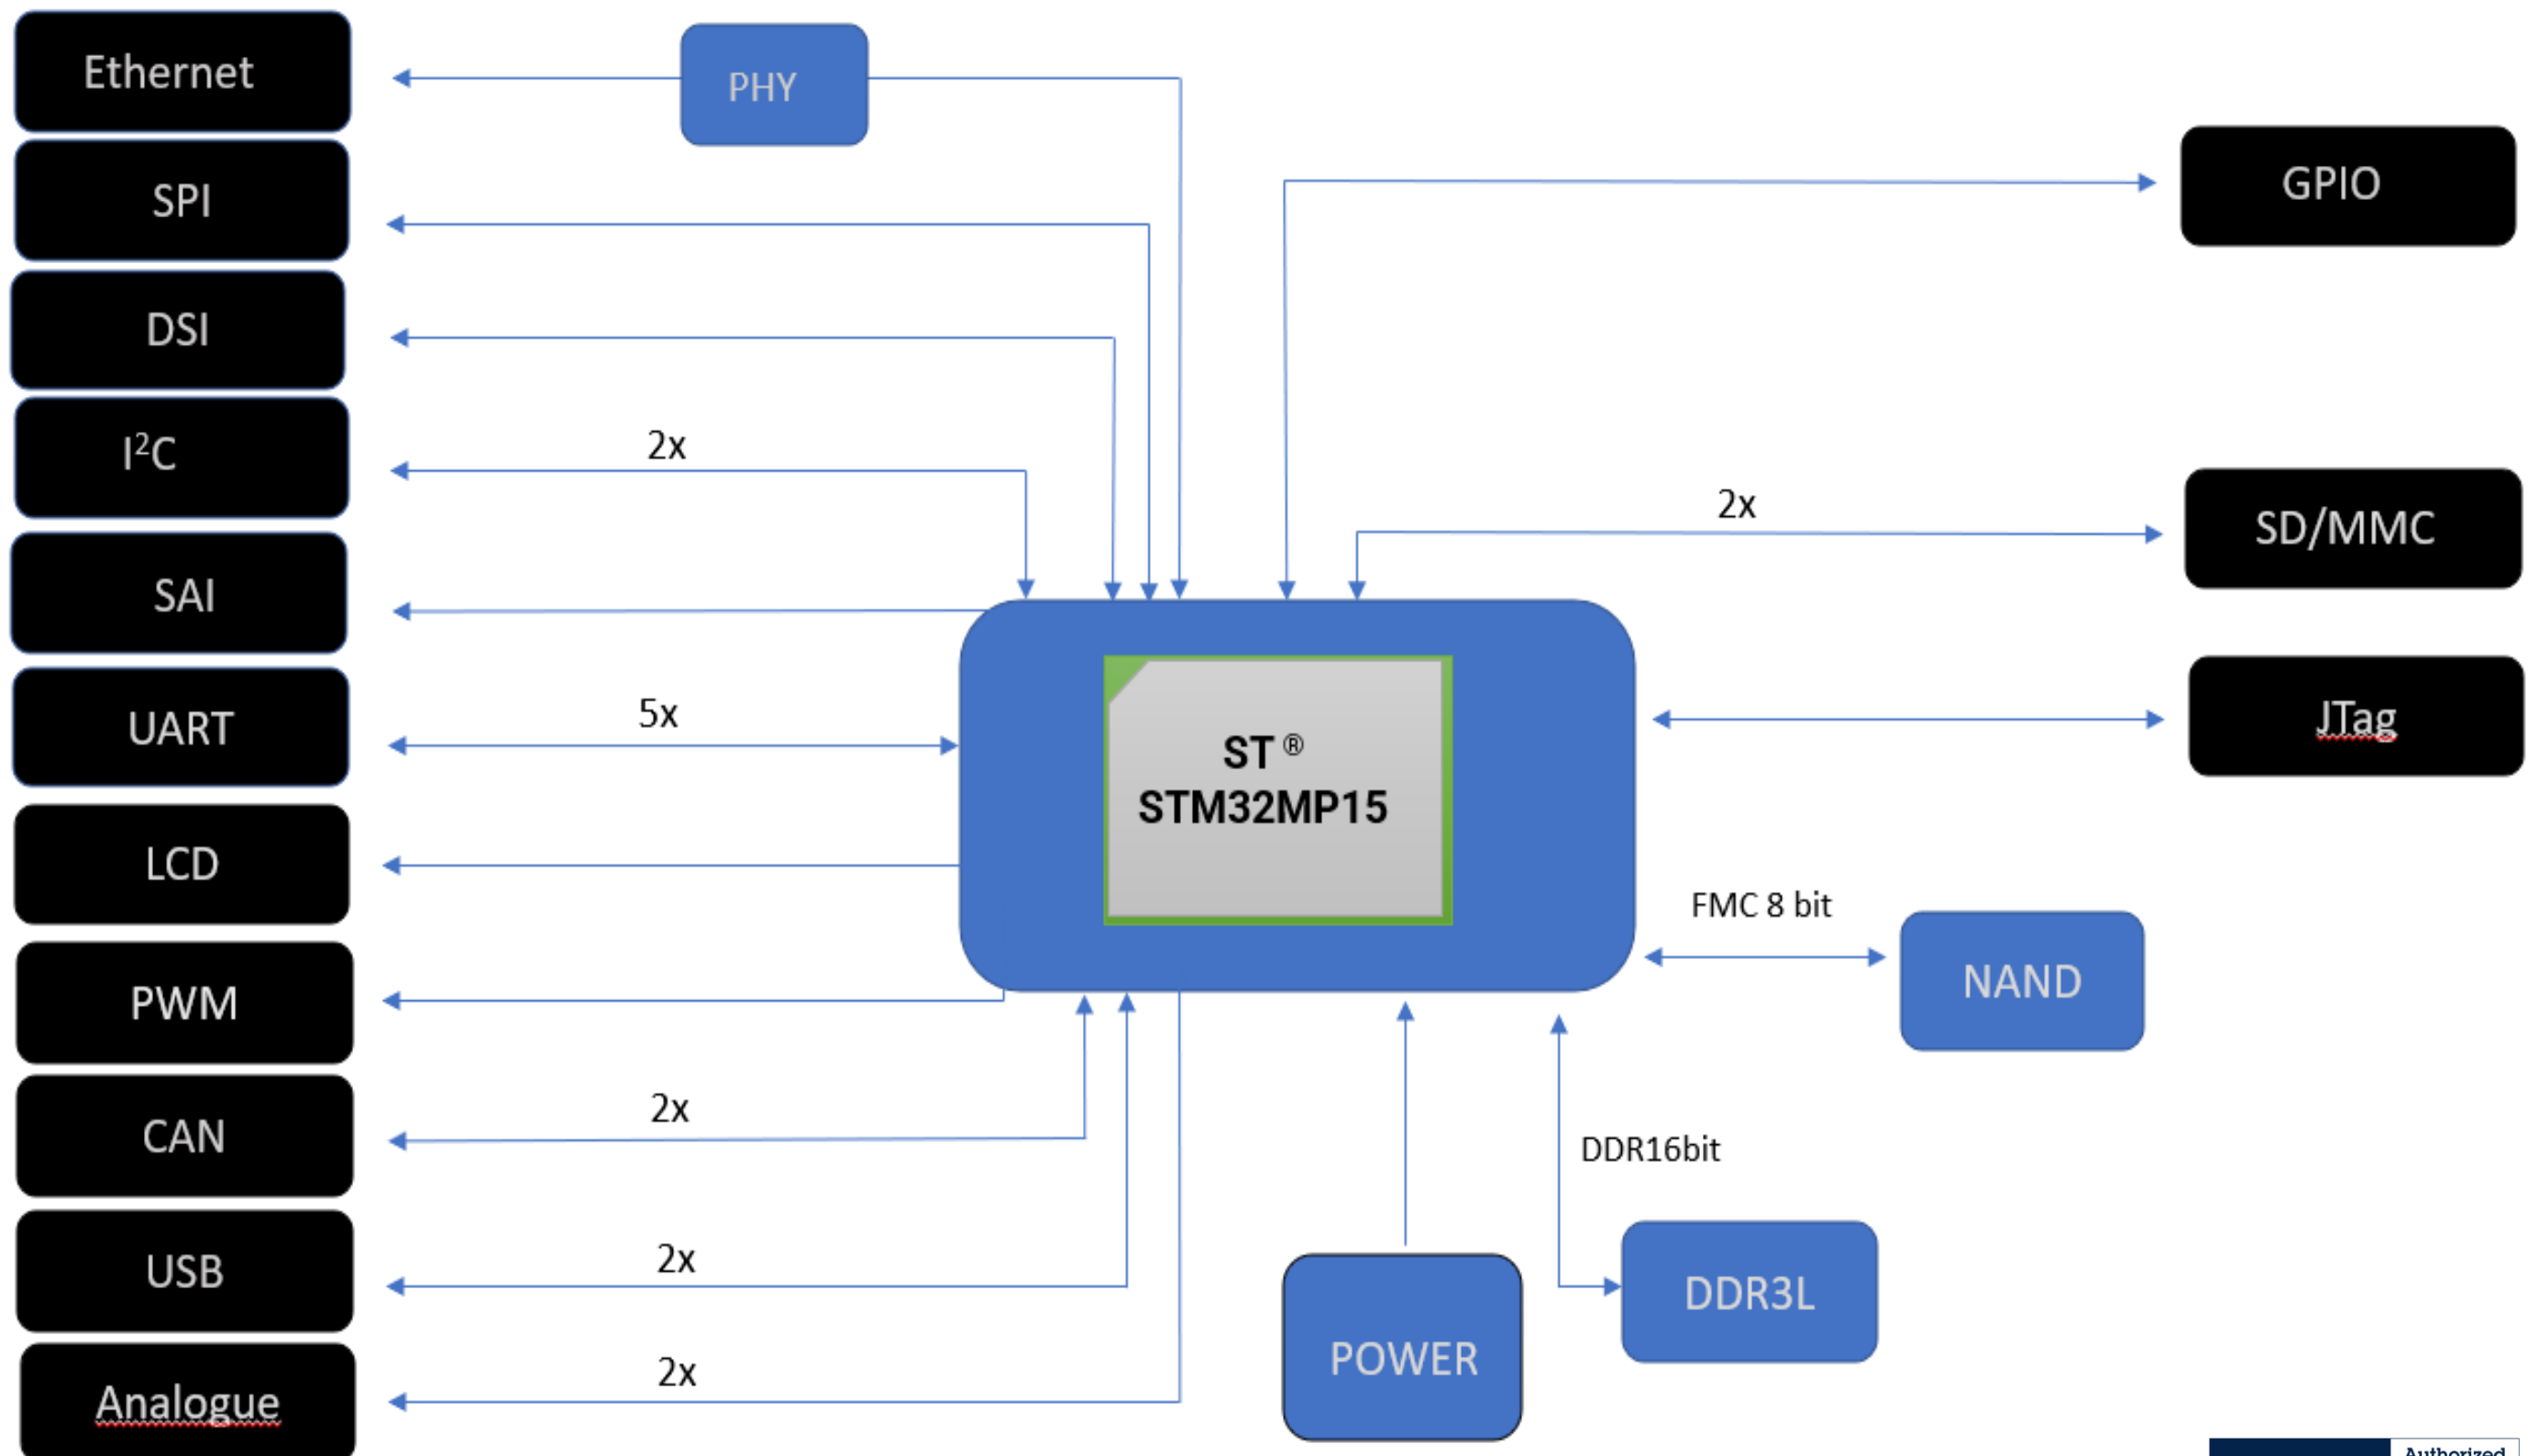 Ethernet
PHY
SPI
GPIO
DSI
I²C
2x
2x
SD/MMC
SAI
UART
5x
JTag
ST ®
STM32MP15
LCD
FMC 8 bit
NAND
PWM
CAN
2x
DDR16bit
USB
2x
DDR3L
POWER
Analogue
2x
Authorized